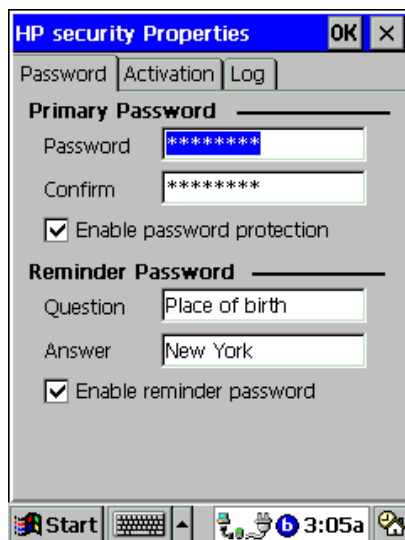 HP security Properties OK ×
Password Activation Log
Primary Password
Password ********
Confirm ********
Enable password protection
Reminder Password
Question Place of birth
Answer New York
Enable reminder password
Start b 3:05a